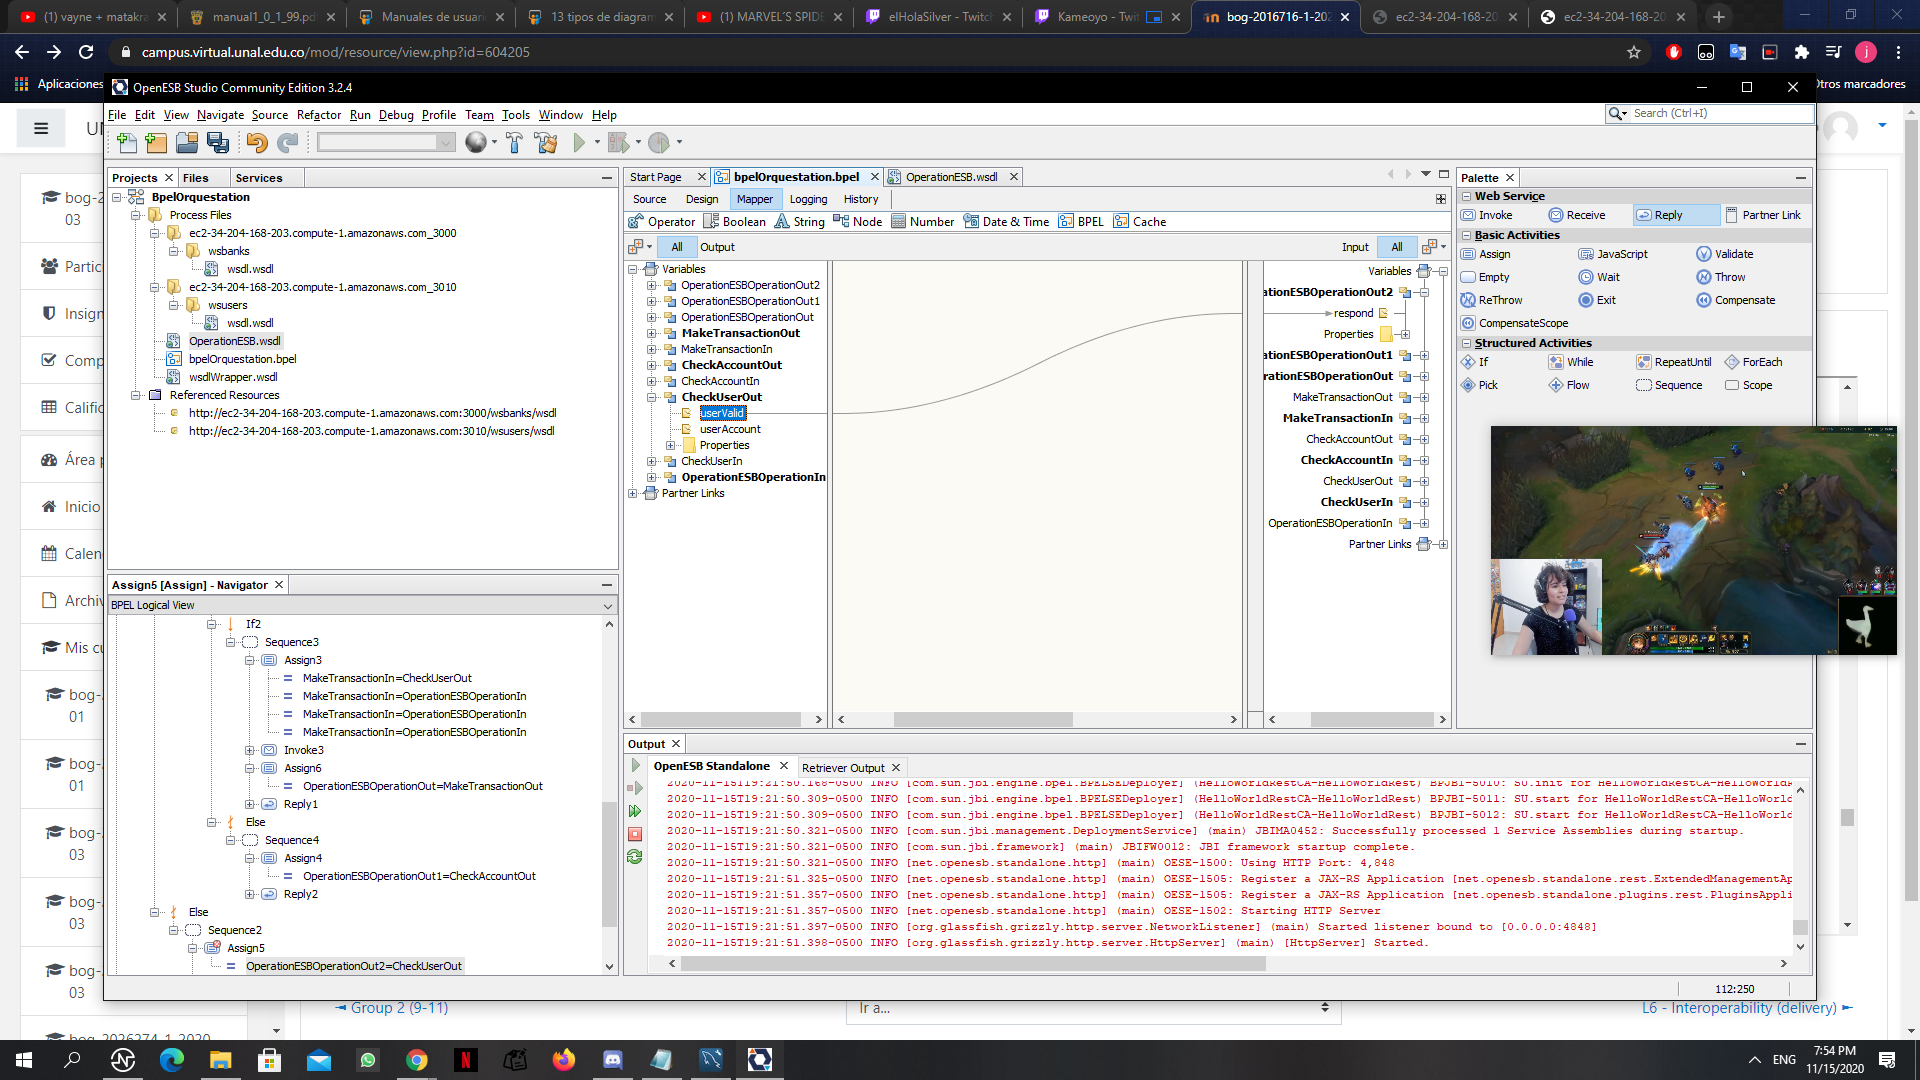 (1) vayne + matakra
manual1_0_1_99.pd
Manuales de usuari
13 tipos de diagram
(1) MARVEL´S SPIDE
elHolaSilver - Twitch
Kameoyo - Twit
bog-2016716-1-202
ec2-34-204-168-20
ec2-34-204-168-20
campus.virtual.unal.edu.co/mod/resource/view.php?id=604205
Aplicaciones
Otros marcadores
OpenESB Studio Community Edition 3.2.4
File Edit View Navigate Source Refactor Run Debug Profile Team Tools Window Help
Search (Ctrl+I)
Projects Files Services
BpelOrquestation
Process Files
ec2-34-204-168-203.compute-1.amazonaws.com_3000
wsbanks
wsdl.wsdl
ec2-34-204-168-203.compute-1.amazonaws.com_3010
wsusers
wsdl.wsdl
OperationESB.wsdl
bpelOrquestation.bpel
wsdlWrapper.wsdl
Referenced Resources
http://ec2-34-204-168-203.compute-1.amazonaws.com:3000/wsbanks/wsdl
http://ec2-34-204-168-203.compute-1.amazonaws.com:3010/wsusers/wsdl
Assign5 [Assign] - Navigator
BPEL Logical View
If2
Sequence3
Assign3
MakeTransactionIn=CheckUserOut
MakeTransactionIn=OperationESBOperationIn
MakeTransactionIn=OperationESBOperationIn
MakeTransactionIn=OperationESBOperationIn
Invoke3
Assign6
OperationESBOperationOut=MakeTransactionOut
Reply1
Else
Sequence4
Assign4
OperationESBOperationOut1=CheckAccountOut
Reply2
Else
Sequence2
Assign5
OperationESBOperationOut2=CheckUserOut
Start Page bpelOrquestation.bpel OperationESB.wsdl
Source Design Mapper Logging History
Operator Boolean String Node Number Date & Time BPEL Cache
All Output
Input All
Variables
OperationESBOperationOut2
OperationESBOperationOut1
OperationESBOperationOut
MakeTransactionOut
MakeTransactionIn
CheckAccountOut
CheckAccountIn
CheckUserOut
userValid
userAccount
Properties
CheckUserIn
OperationESBOperationIn
Partner Links
Variables
ationESBOperationOut2
respond
Properties
ationESBOperationOut1
rationESBOperationOut
MakeTransactionOut
MakeTransactionIn
CheckAccountOut
CheckAccountIn
CheckUserOut
CheckUserIn
OperationESBOperationIn
Partner Links
Palette
Web Service
Invoke Receive Reply Partner Link
Basic Activities
Assign JavaScript Validate
Empty Wait Throw
ReThrow Exit Compensate
CompensateScope
Structured Activities
If While RepeatUntil ForEach
Pick Flow Sequence Scope
Output
OpenESB Standalone Retriever Output
2020-11-15T19:21:50.168-0500 INFO [com.sun.jbi.engine.bpel.BPELSEDeployer] (HelloWorldRestCA-HelloWorldRest) BPJBI-5010: SU.init for HelloWorldRestCA-HelloWorldR
2020-11-15T19:21:50.309-0500 INFO [com.sun.jbi.engine.bpel.BPELSEDeployer] (HelloWorldRestCA-HelloWorldRest) BPJBI-5011: SU.start for HelloWorldRestCA-HelloWorld
2020-11-15T19:21:50.309-0500 INFO [com.sun.jbi.engine.bpel.BPELSEDeployer] (HelloWorldRestCA-HelloWorldRest) BPJBI-5012: SU.start for HelloWorldRestCA-HelloWorld
2020-11-15T19:21:50.321-0500 INFO [com.sun.jbi.management.DeploymentService] (main) JBIMA0452: Successfully processed 1 Service Assemblies during startup.
2020-11-15T19:21:50.321-0500 INFO [com.sun.jbi.framework] (main) JBIFW0012: JBI framework startup complete.
2020-11-15T19:21:50.321-0500 INFO [net.openesb.standalone.http] (main) OESE-1500: Using HTTP Port: 4,848
2020-11-15T19:21:51.325-0500 INFO [net.openesb.standalone.http] (main) OESE-1505: Register a JAX-RS Application [net.openesb.standalone.rest.ExtendedManagementAp
2020-11-15T19:21:51.357-0500 INFO [net.openesb.standalone.http] (main) OESE-1505: Register a JAX-RS Application [net.openesb.standalone.plugins.rest.PluginsAppli
2020-11-15T19:21:51.357-0500 INFO [net.openesb.standalone.http] (main) OESE-1502: Starting HTTP Server
2020-11-15T19:21:51.397-0500 INFO [org.glassfish.grizzly.http.server.NetworkListener] (main) Started listener bound to [0.0.0.0:4848]
2020-11-15T19:21:51.398-0500 INFO [org.glassfish.grizzly.http.server.HttpServer] (main) [HttpServer] Started.
112:250
UN
bog-2
03
Partic
Insign
Comp
Califi
Área p
Inicio
Calen
Archiv
Mis cu
bog-
01
bog-
01
bog-
03
bog-
03
bog-
03
bog-2026274-1-2020
◄ Group 2 (9-11)
Ir a...
L6 - Interoperability (delivery) ►
ENG
7:54 PM
11/15/2020